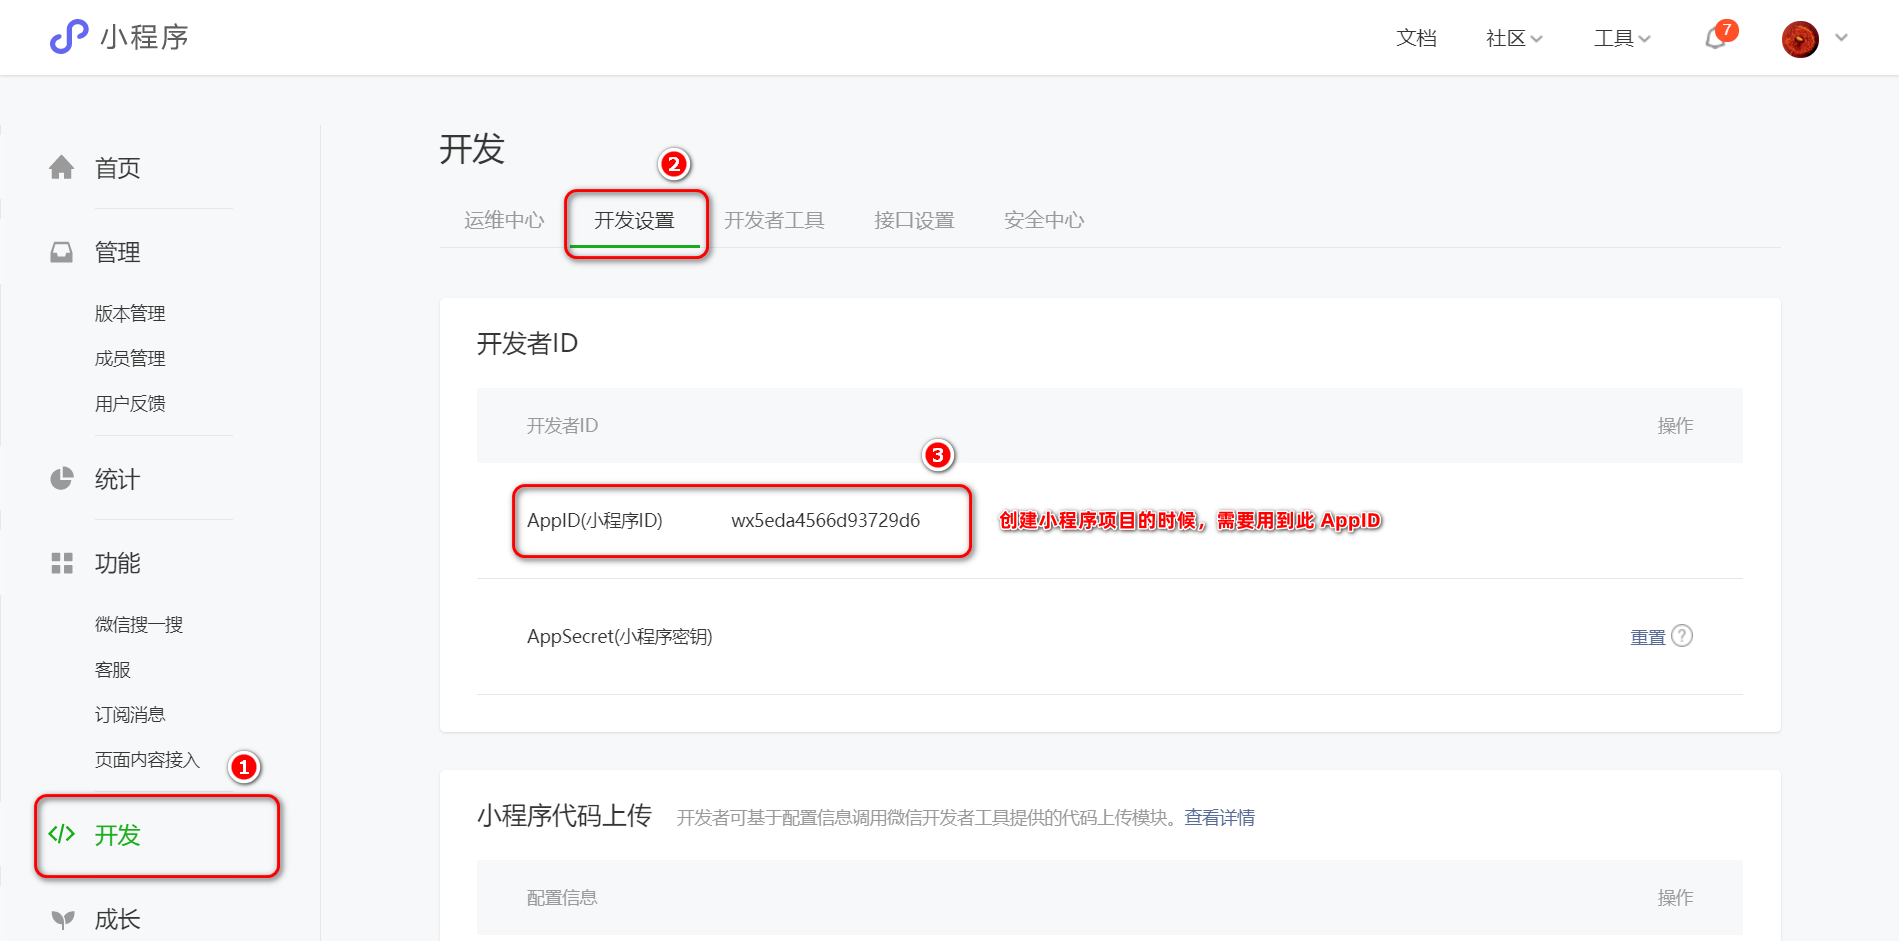 小程序
文档
社区
工具
7
首页
管理
版本管理
成员管理
用户反馈
统计
功能
微信搜一搜
客服
订阅消息
页面内容接入
1
开发
成长
开发
2
运维中心
开发设置
开发者工具
接口设置
安全中心
开发者ID
开发者ID
操作
3
AppID(小程序ID)
wx5eda4566d93729d6
创建小程序项目的时候，需要用到此 AppID
AppSecret(小程序密钥)
重置
?
小程序代码上传
开发者可基于配置信息调用微信开发者工具提供的代码上传模块。查看详情
配置信息
操作